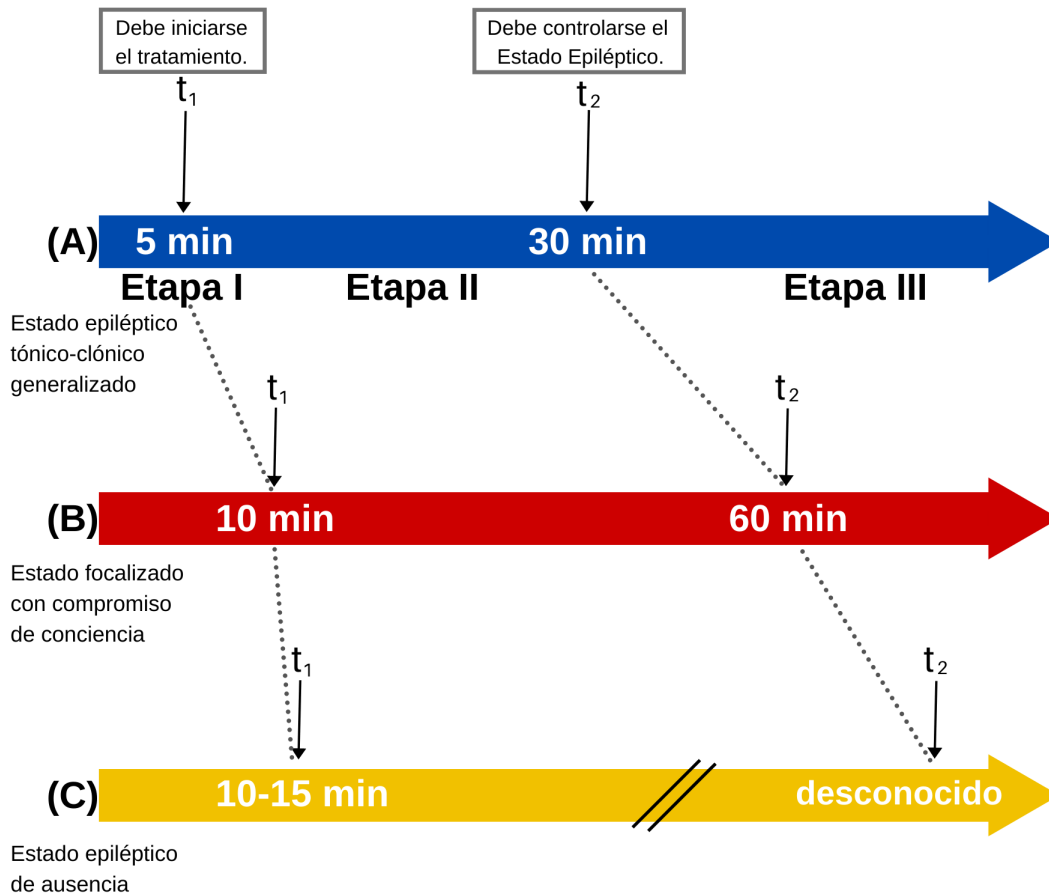 Debe iniciarse
el tratamiento.
Debe controlarse el
Estado Epiléptico.
t1
t2
(A)
5 min
30 min
Etapa I
Etapa II
Etapa III
Estado epiléptico
tónico-clónico
generalizado
t1
t2
(B)
10 min
60 min
Estado focalizado
con compromiso
de conciencia
t1
t2
(C)
10-15 min
desconocido
Estado epiléptico
de ausencia